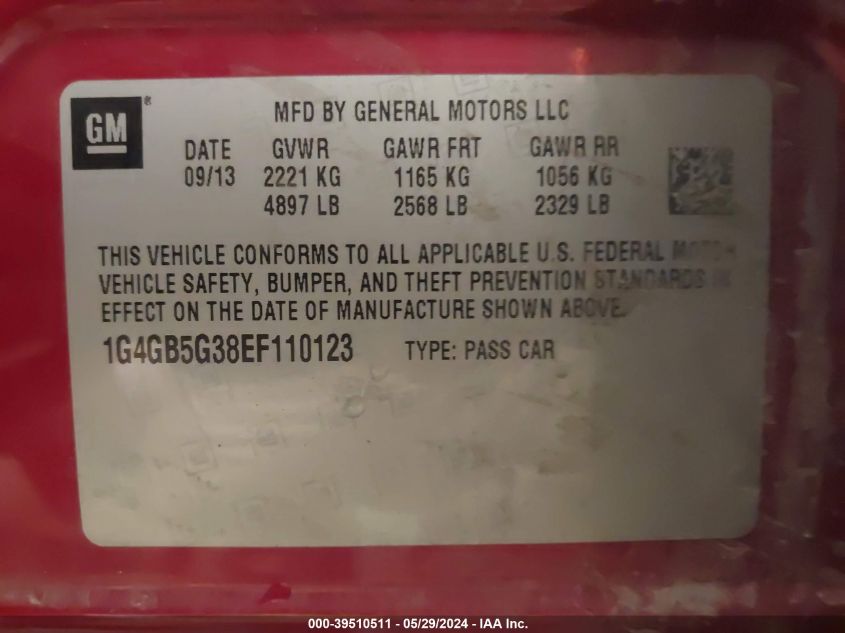 GM®
MFD BY GENERAL MOTORS LLC
DATE GVWR GAWR FRT GAWR RR
09/13 2221 KG 1165 KG 1056 KG
4897 LB 2568 LB 2329 LB
THIS VEHICLE CONFORMS TO ALL APPLICABLE U.S. FEDERAL MOTOR
VEHICLE SAFETY, BUMPER, AND THEFT PREVENTION STANDARDS IN
EFFECT ON THE DATE OF MANUFACTURE SHOWN ABOVE.
1G4GB5G38EF110123 TYPE: PASS CAR
000-39510511 - 05/29/2024 - IAA Inc.